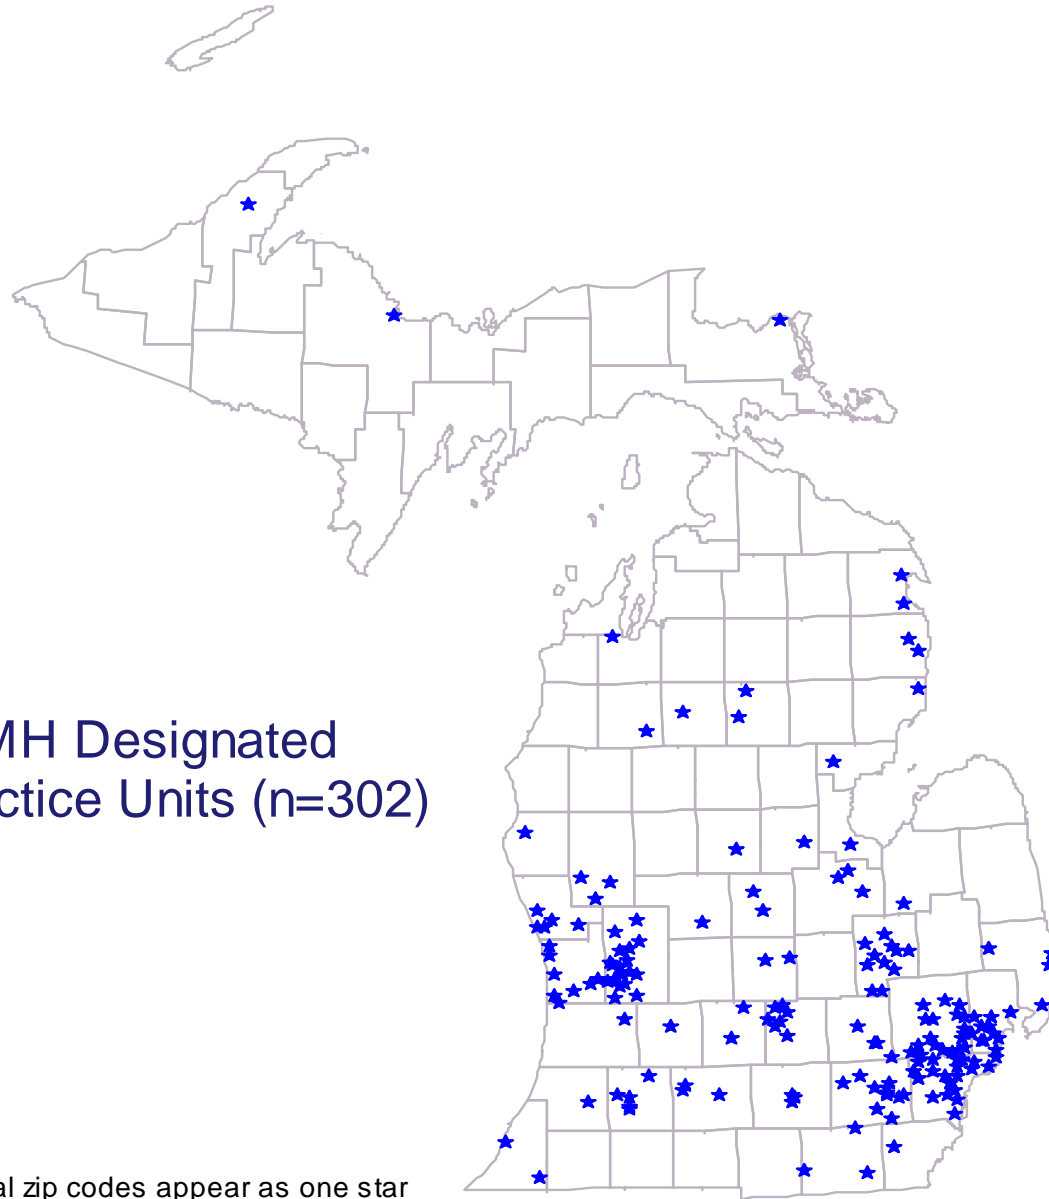 MH Designated
ctice Units (n=302)
al zip codes appear as one star